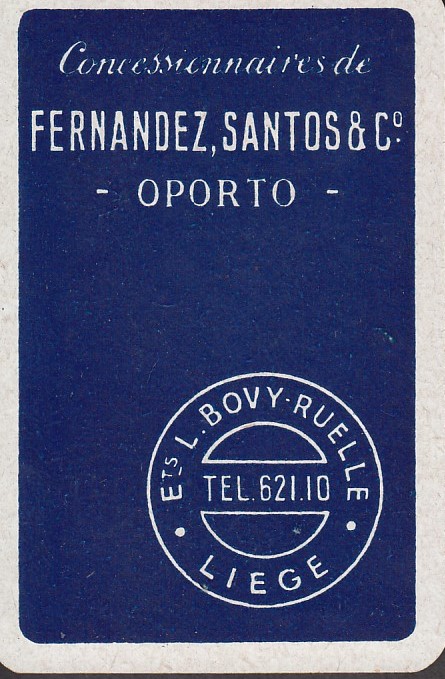 Concessionnaires de
FERNANDEZ, SANTOS & Cº.
- OPORTO -
• ETS L. BOVY-RUELLE •
TEL. 621.10
LIEGE